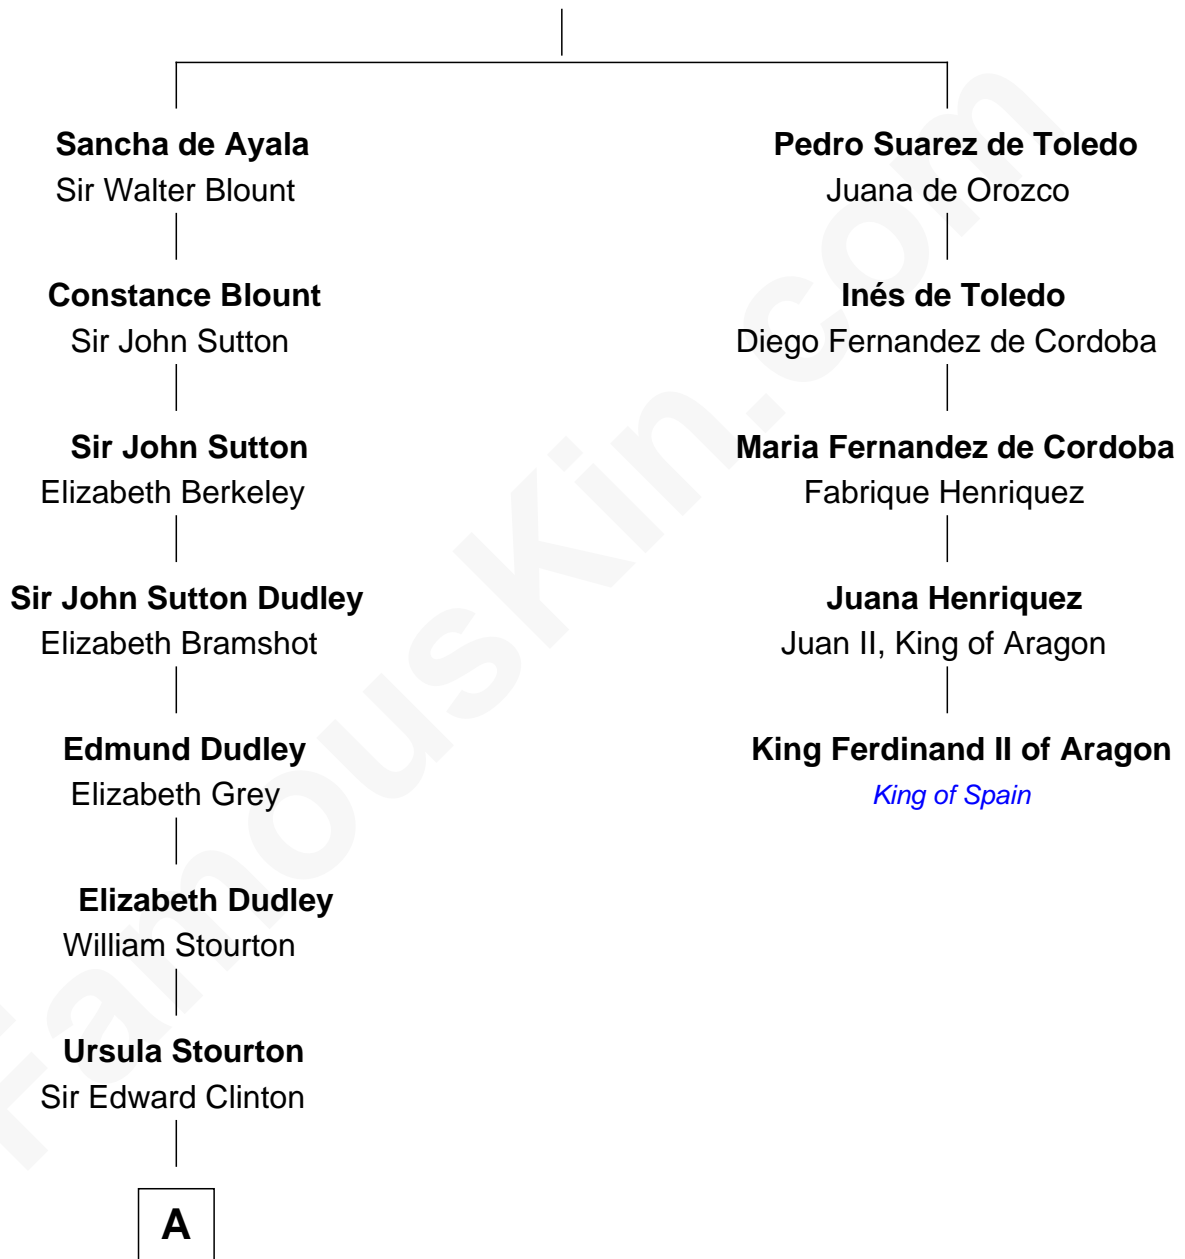 Sancha de Ayala
Sir Walter Blount
Pedro Suarez de Toledo
Juana de Orozco
Constance Blount
Sir John Sutton
Inés de Toledo
Diego Fernandez de Cordoba
Sir John Sutton
Elizabeth Berkeley
Maria Fernandez de Cordoba
Fabrique Henriquez
Sir John Sutton Dudley
Elizabeth Bramshot
Juana Henriquez
Juan II, King of Aragon
Edmund Dudley
Elizabeth Grey
King Ferdinand II of Aragon
King of Spain
Elizabeth Dudley
William Stourton
Ursula Stourton
Sir Edward Clinton
A
FamousKin.com